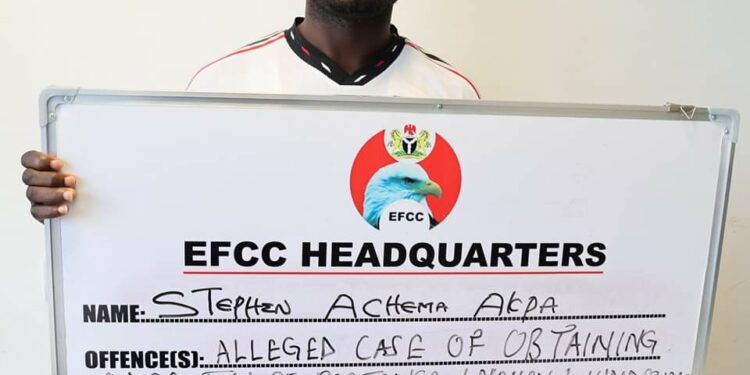 EFCC
EFCC HEADQUARTERS
NAME: STEPHEN ACHEMA AKPA
OFFENCE(S): ALLEGED CASE OF OBTAINING